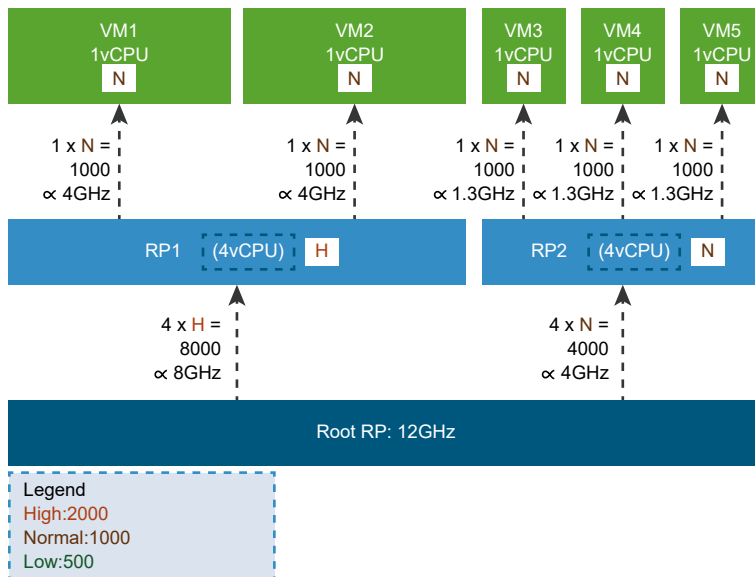 VM1
1vCPU
N
VM2
1vCPU
N
VM3
1vCPU
N
VM4
1vCPU
N
VM5
1vCPU
N
1 x N =
1000
∝ 4GHz
1 x N =
1000
∝ 4GHz
1 x N =
1000
∝ 1.3GHz
1 x N =
1000
∝ 1.3GHz
1 x N =
1000
∝ 1.3GHz
RP1 (4vCPU) H
RP2 (4vCPU) N
4 x H =
8000
∝ 8GHz
4 x N =
4000
∝ 4GHz
Root RP: 12GHz
Legend
High:2000
Normal:1000
Low:500